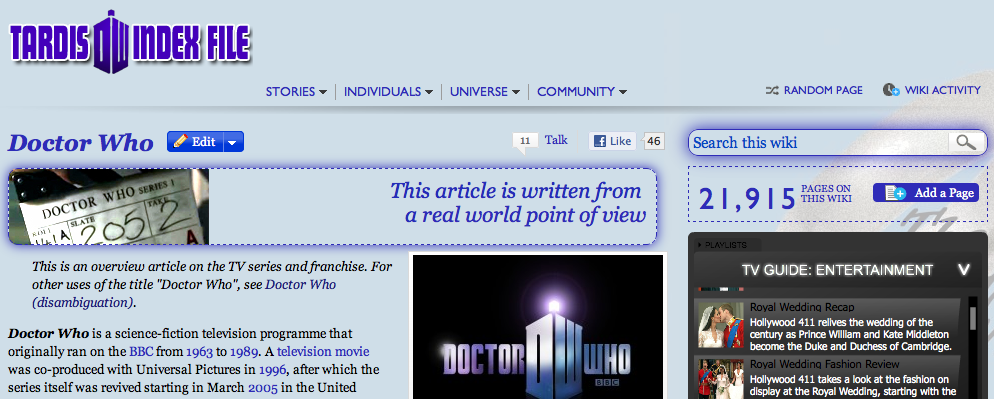 TARDIS DW INDEX FILE
STORIES INDIVIDUALS UNIVERSE COMMUNITY
RANDOM PAGE WIKI ACTIVITY
Doctor Who
Edit
11 Talk
Like 46
Search this wiki
DOCTOR WHO SERIES 1
SLATE TAKE
2052
This article is written from
a real world point of view
21,915 PAGES ON
THIS WIKI
Add a Page
This is an overview article on the TV series and franchise. For
other uses of the title "Doctor Who", see Doctor Who
(disambiguation).
Doctor Who is a science-fiction television programme that
originally ran on the BBC from 1963 to 1989. A television movie
was co-produced with Universal Pictures in 1996, after which the
series itself was revived starting in March 2005 in the United
DOCTOR DW WHO
BBC
PLAYLISTS
TV GUIDE: ENTERTAINMENT
Royal Wedding Recap
Hollywood 411 relives the wedding of the
century as Prince William and Kate Middleton
become the Duke and Duchess of Cambridge.
Royal Wedding Fashion Review
Hollywood 411 takes a look at the fashion on
display at the Royal Wedding, starting with the